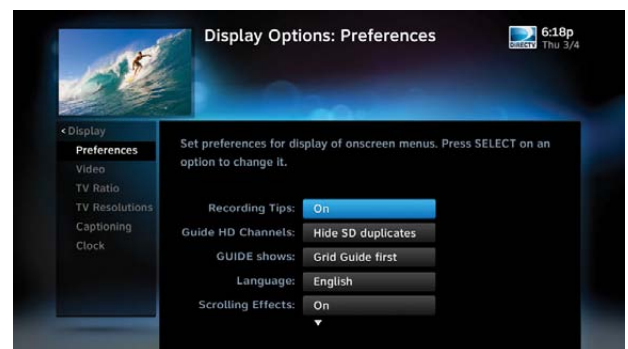 Display Options: Preferences
DIRECTV
6:18p
Thu 3/4
< Display
Preferences
Video
TV Ratio
TV Resolutions
Captioning
Clock
Set preferences for display of onscreen menus. Press SELECT on an
option to change it.
Recording Tips: On
Guide HD Channels: Hide SD duplicates
GUIDE shows: Grid Guide first
Language: English
Scrolling Effects: On